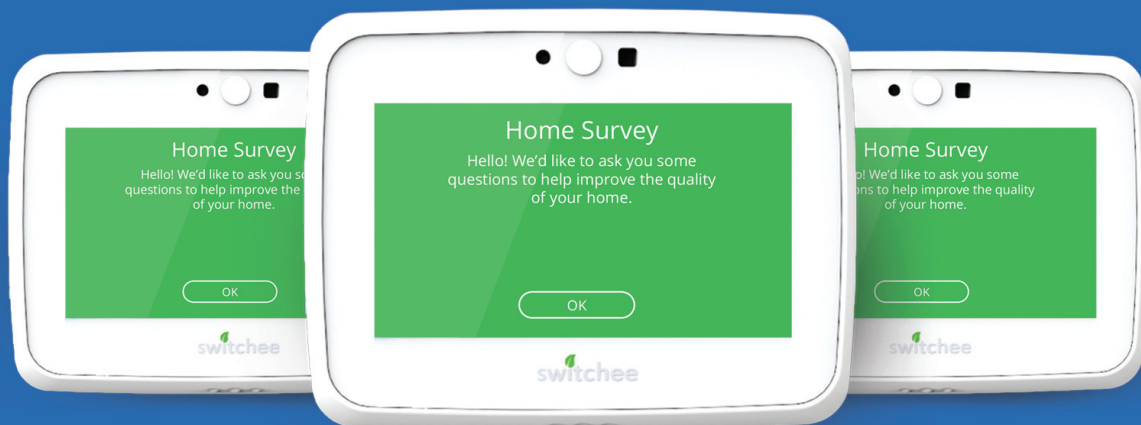 Home Survey
Hello! We'd like to ask you so
questions to help improve the
of your home.
OK
switchee
Home Survey
Hello! We'd like to ask you some
questions to help improve the quality
of your home.
OK
switchee
Home Survey
We'd like to ask you some
to help improve the quality
of your home.
OK
switchee